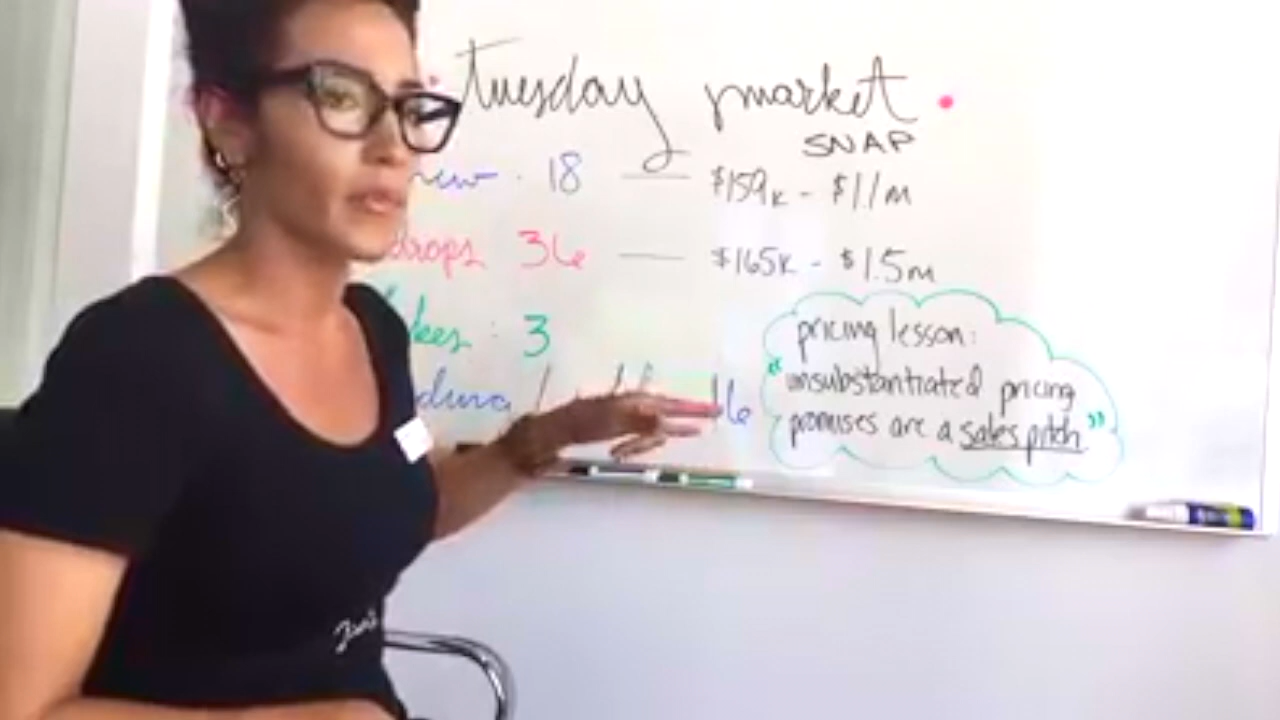 tuesday market
SNAP
new · 18 — $159k - $1.1m
drops 36 — $165k - $1.5m
: 3
16
pricing lesson:
"unsubstantiated pricing
promises are a sales pitch"